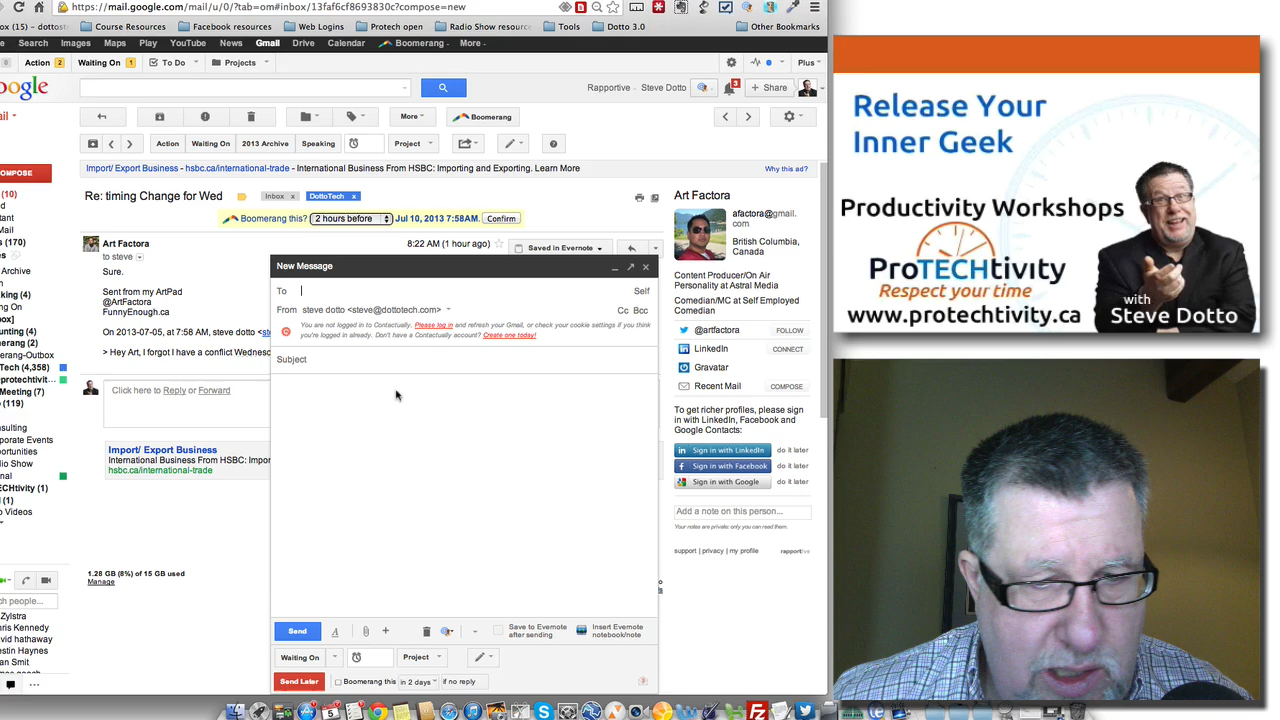 https://mail.google.com/mail/u/0/?tab=om#inbox/13faf6cf8693830c?compose=new
Course Resources
Facebook resources
Web Logins
Protech open
Radio Show resourc
Tools
Dotto 3.0
Other Bookmarks
Search Images Maps Play YouTube News Gmail Drive Calendar Boomerang More
Action 2 Waiting On 1 To Do Projects Plus
Rapportive Steve Dotto 3 + Share
More Boomerang
Action Waiting On 2013 Archive Speaking Project
Import/ Export Business - hsbc.ca/international-trade - International Business From HSBC: Importing and Exporting. Learn More Why this ad?
Re: timing Change for Wed Inbox x DottoTech x
Boomerang this? 2 hours before Jul 10, 2013 7:58AM. Confirm
Art Factora 8:22 AM (1 hour ago) Saved in Evernote
to steve
Sure.
Sent from my ArtPad
@ArtFactora
FunnyEnough.ca
On 2013-07-05, at 7:58 AM, steve dotto <st
> Hey Art, I forgot I have a conflict Wednesd
Click here to Reply or Forward
Import/ Export Business
International Business From HSBC: Impor
hsbc.ca/international-trade
1.28 GB (8%) of 15 GB used
Manage
New Message
To Self
From steve dotto <steve@dottotech.com> Cc Bcc
You are not logged in to Contactually. Please log in and refresh your Gmail, or check your cookie settings if you
think you're logged in already. Don't have a Contactually account? Create one today!
Subject
Send
Save to Evernote after sending
Insert Evernote notebook/note
Waiting On Project
Send Later Boomerang this in 2 days if no reply
Art Factora
afactora@gmail.
com
British Columbia,
Canada
Content Producer/On Air
Personality at Astral Media
Comedian/MC at Self Employed
Comedian
@artfactora FOLLOW
LinkedIn CONNECT
Gravatar
Recent Mail COMPOSE
To get richer profiles, please sign
in with LinkedIn, Facebook and
Google Contacts:
Sign in with LinkedIn do it later
Sign in with Facebook do it later
Sign in with Google do it later
Add a note on this person...
Your notes are private: only you can read them.
support | privacy | my profile rapportive
Release Your
Inner Geek
Productivity Workshops
ProTECHtivity
Respect your time
www.protechtivity.ca
with
Steve Dotto